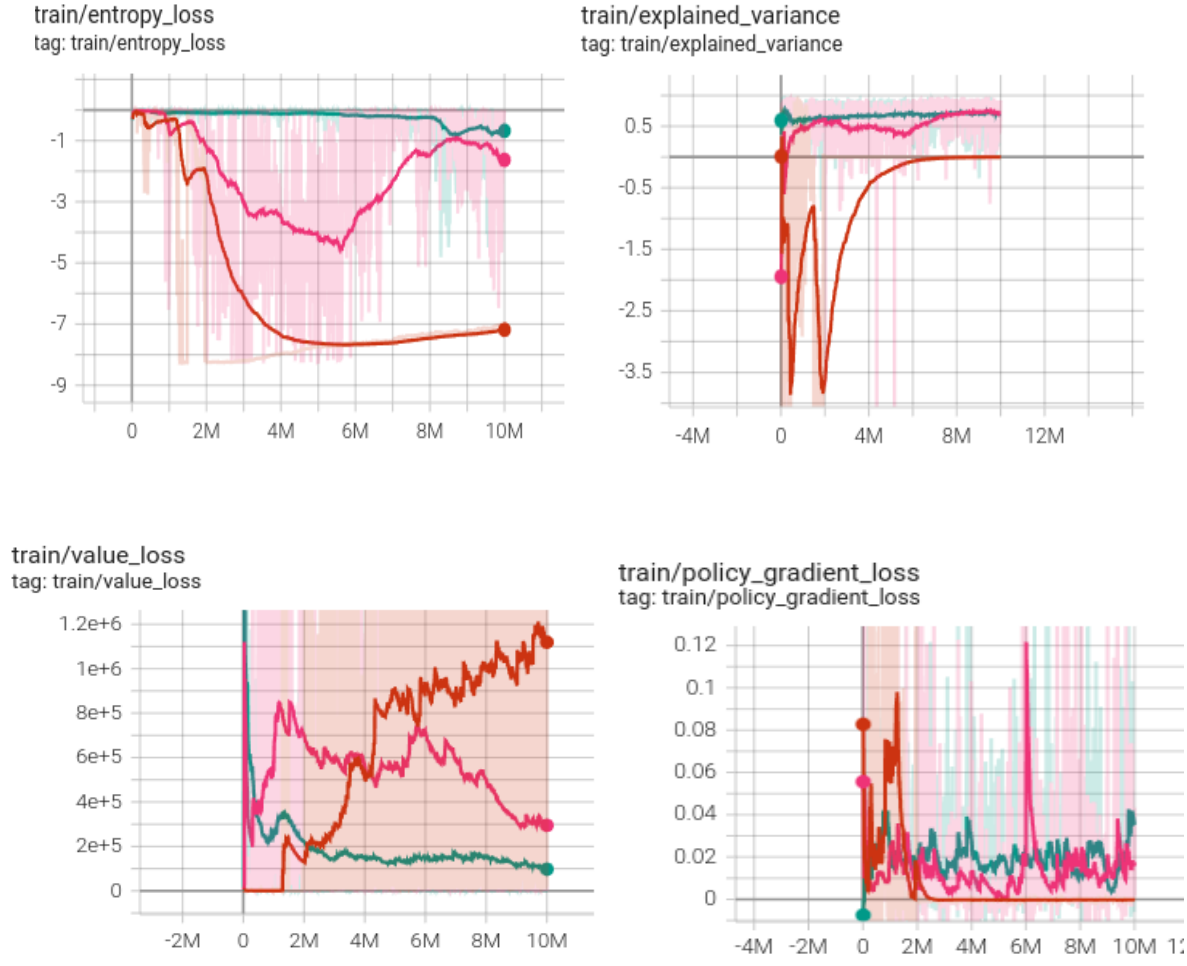 train/entropy_loss
tag: train/entropy_loss
-1
-3
-5
-7
-9
0 2M 4M 6M 8M 10M
train/explained_variance
tag: train/explained_variance
0.5
-0.5
-1.5
-2.5
-3.5
-4M 0 4M 8M 12M
train/value_loss
tag: train/value_loss
1.2e+6
1e+6
8e+5
6e+5
4e+5
2e+5
0
-2M 0 2M 4M 6M 8M 10M
train/policy_gradient_loss
tag: train/policy_gradient_loss
0.12
0.1
0.08
0.06
0.04
0.02
0
-4M -2M 0 2M 4M 6M 8M 10M 12